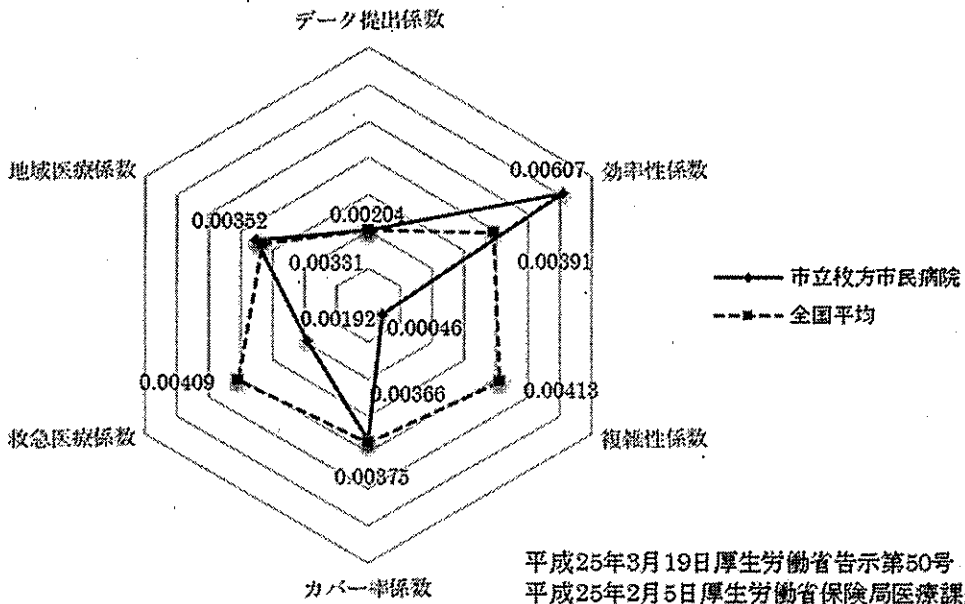 データ提出係数
0.00607
効率性係数
地域医療係数
0.00352
0.00204
0.00331
0.00391
市立枚方市民病院
0.00192
0.00046
全国平均
0.00409
0.00366
0.00413
救急医療係数
複雑性係数
0.00375
カバー率係数
平成25年3月19日厚生労働省告示第50号
平成25年2月5日厚生労働省保険局医療課